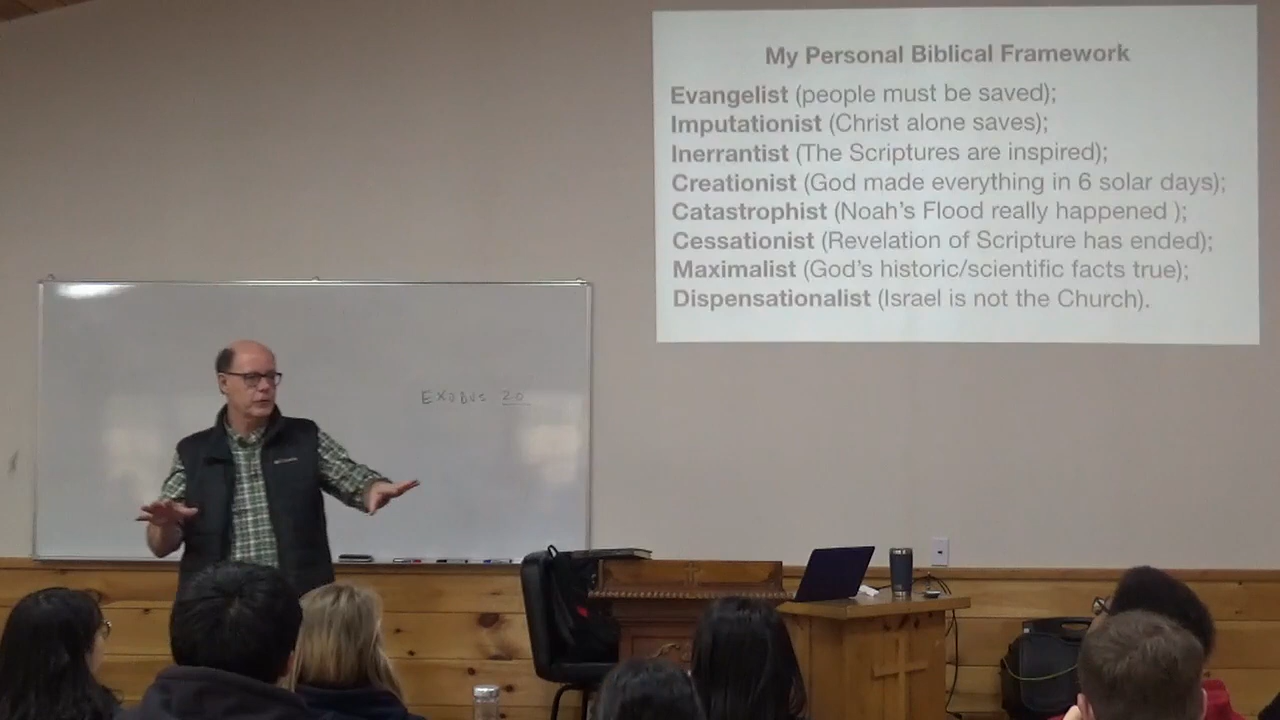 My Personal Biblical Framework
Evangelist (people must be saved);
Imputationist (Christ alone saves);
Inerrantist (The Scriptures are inspired);
Creationist (God made everything in 6 solar days);
Catastrophist (Noah's Flood really happened );
Cessationist (Revelation of Scripture has ended);
Maximalist (God's historic/scientific facts true);
Dispensationalist (Israel is not the Church).
EXODUS 20